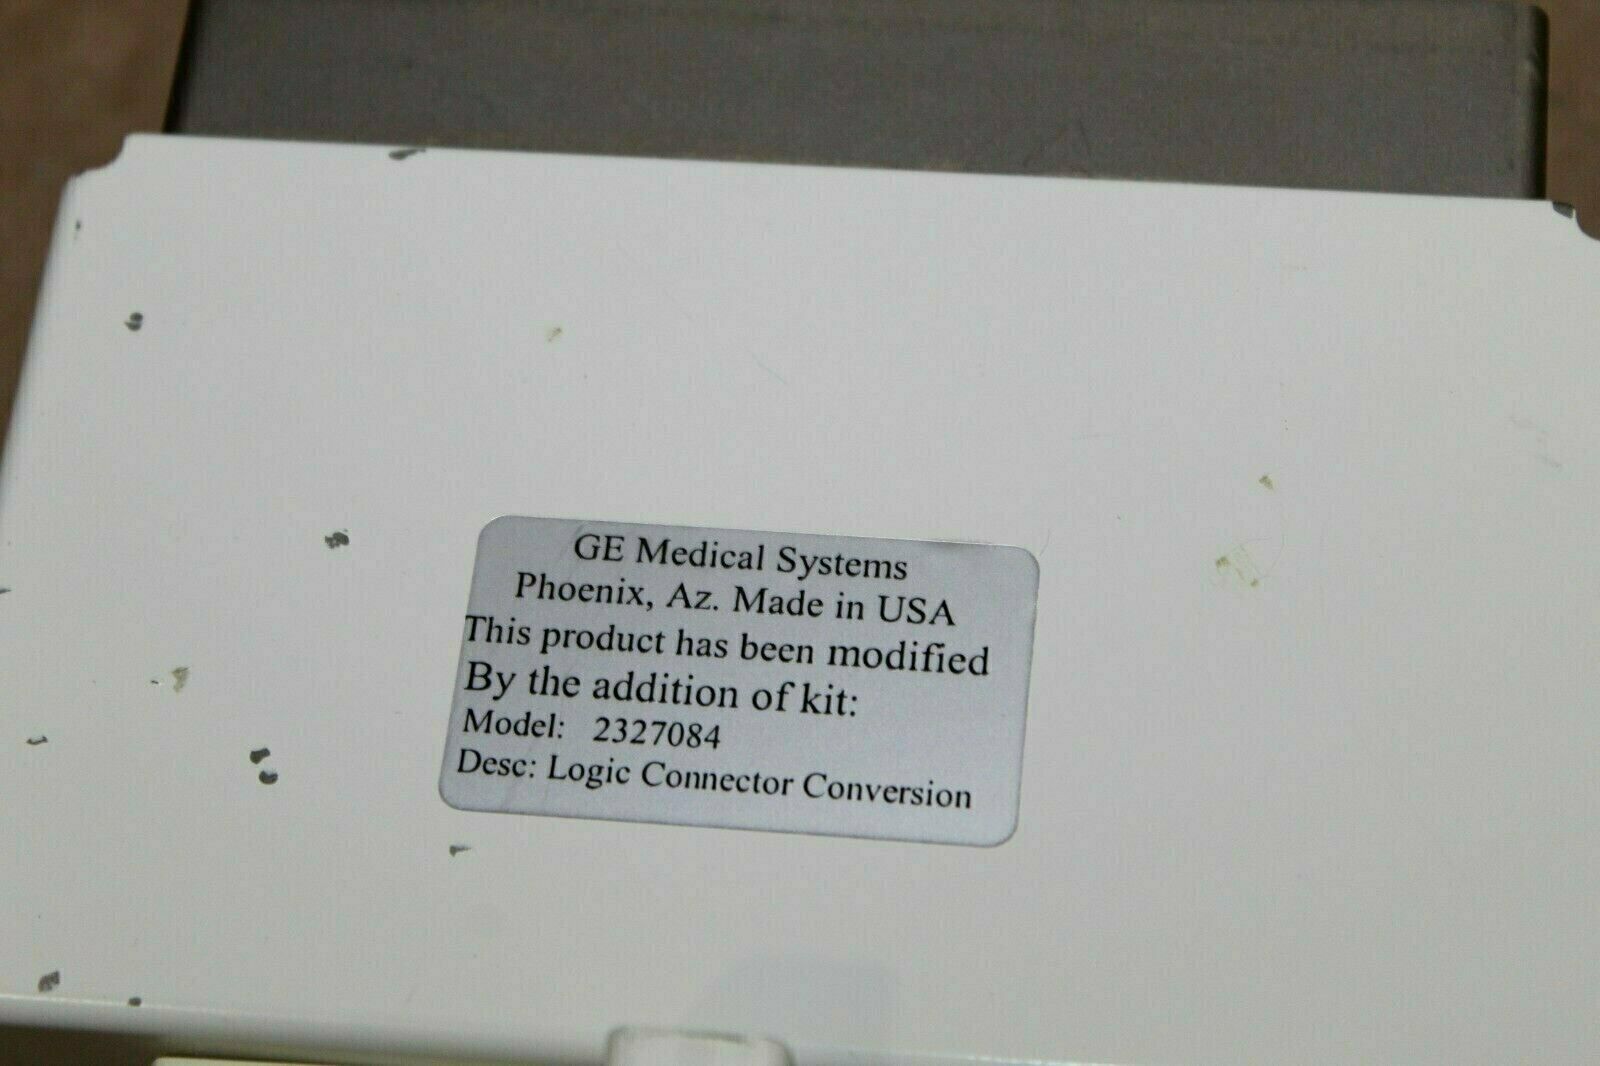 GE Medical Systems
Phoenix, Az. Made in USA
This product has been modified
By the addition of kit:
Model: 2327084
Desc: Logic Connector Conversion